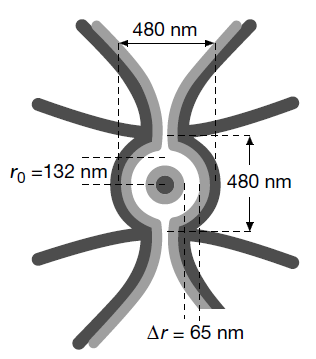 480 nm
r0 =132 nm
480 nm
Δr = 65 nm